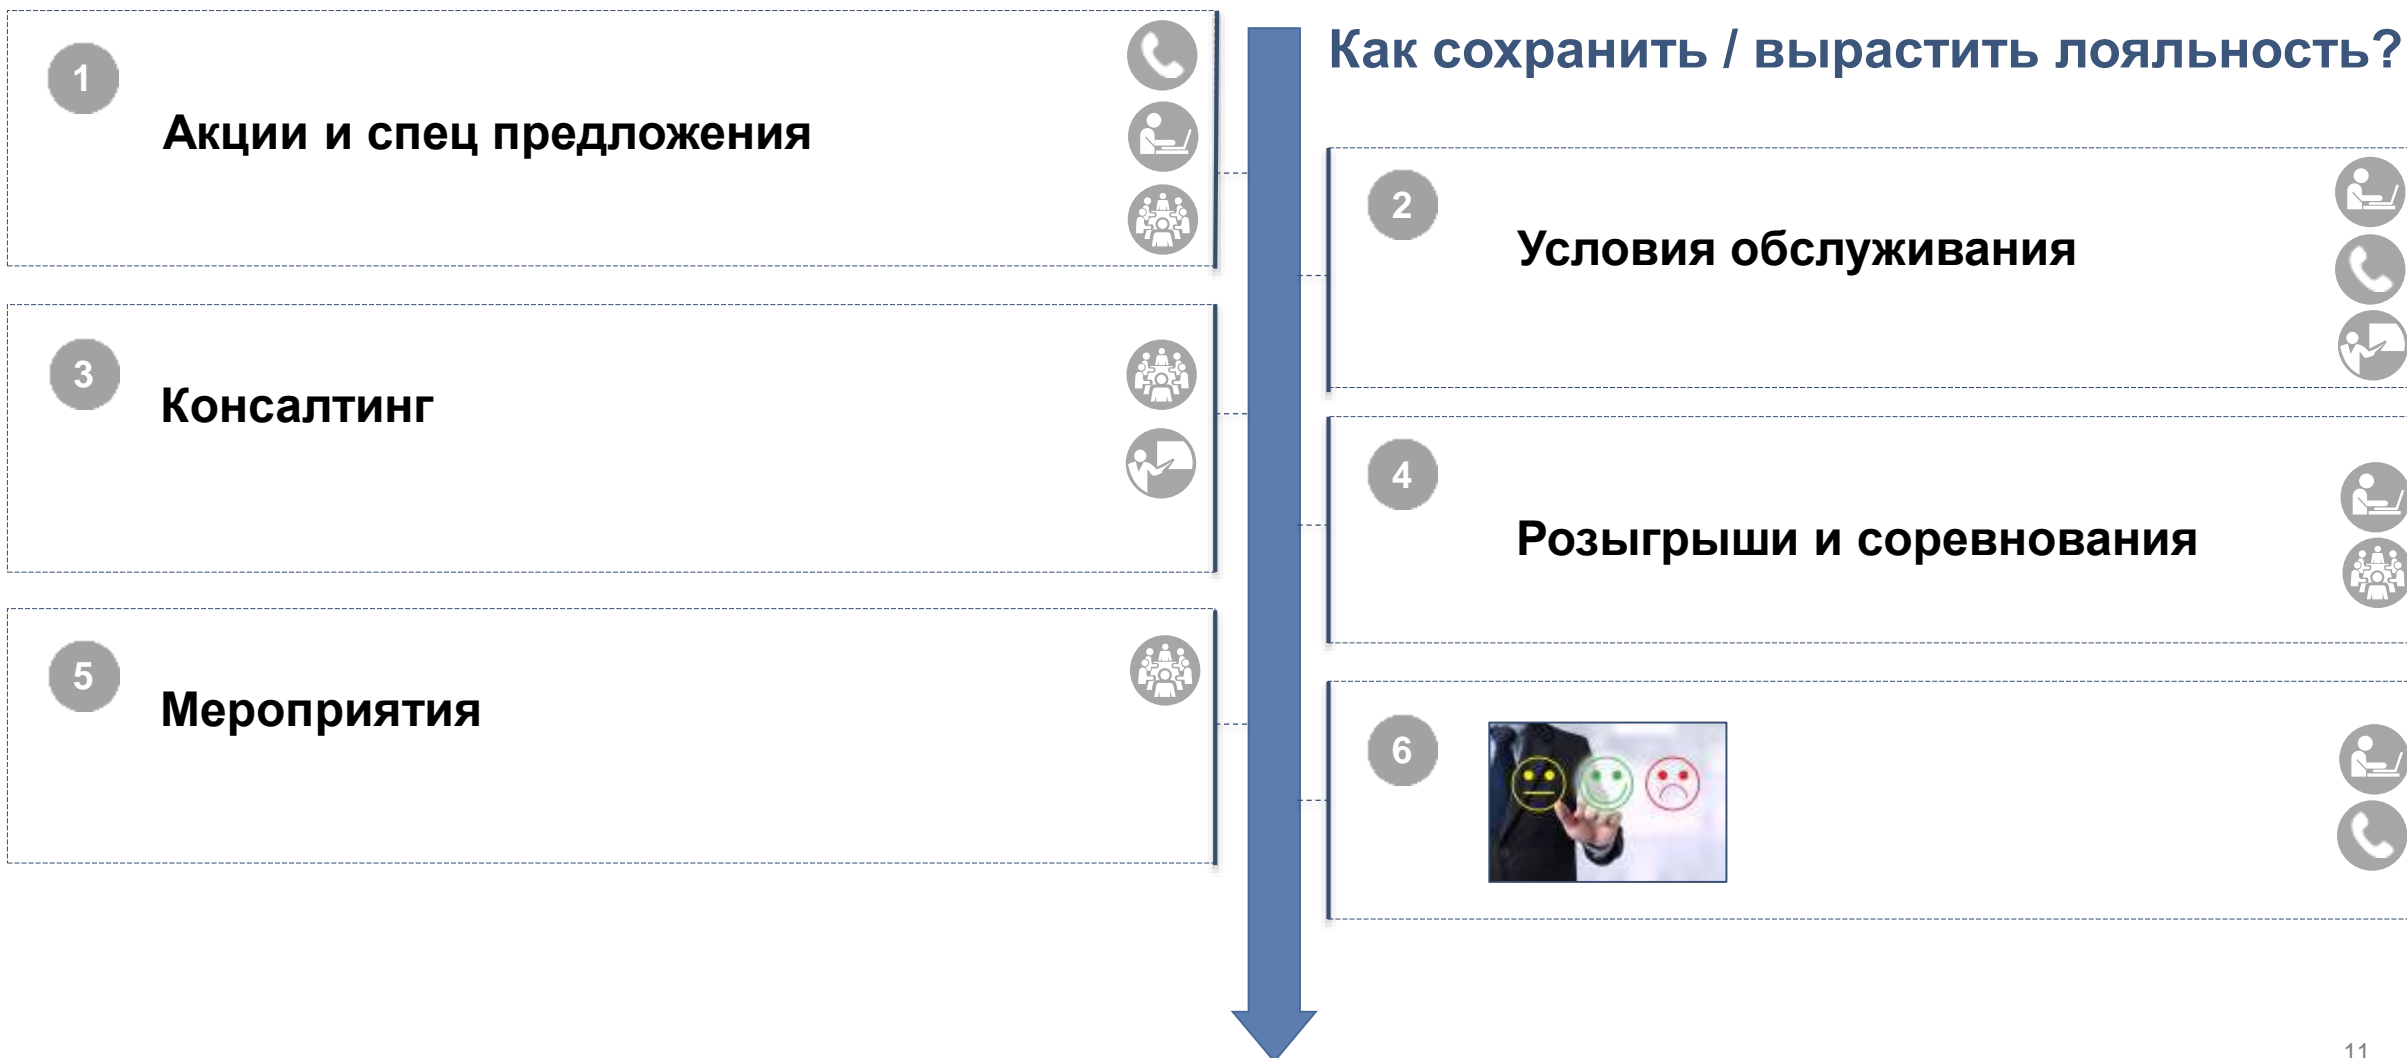 Как сохранить / вырастить лояльность?
1
Акции и спец предложения
2
Условия обслуживания
3
Консалтинг
4
Розыгрыши и соревнования
5
Мероприятия
6
11